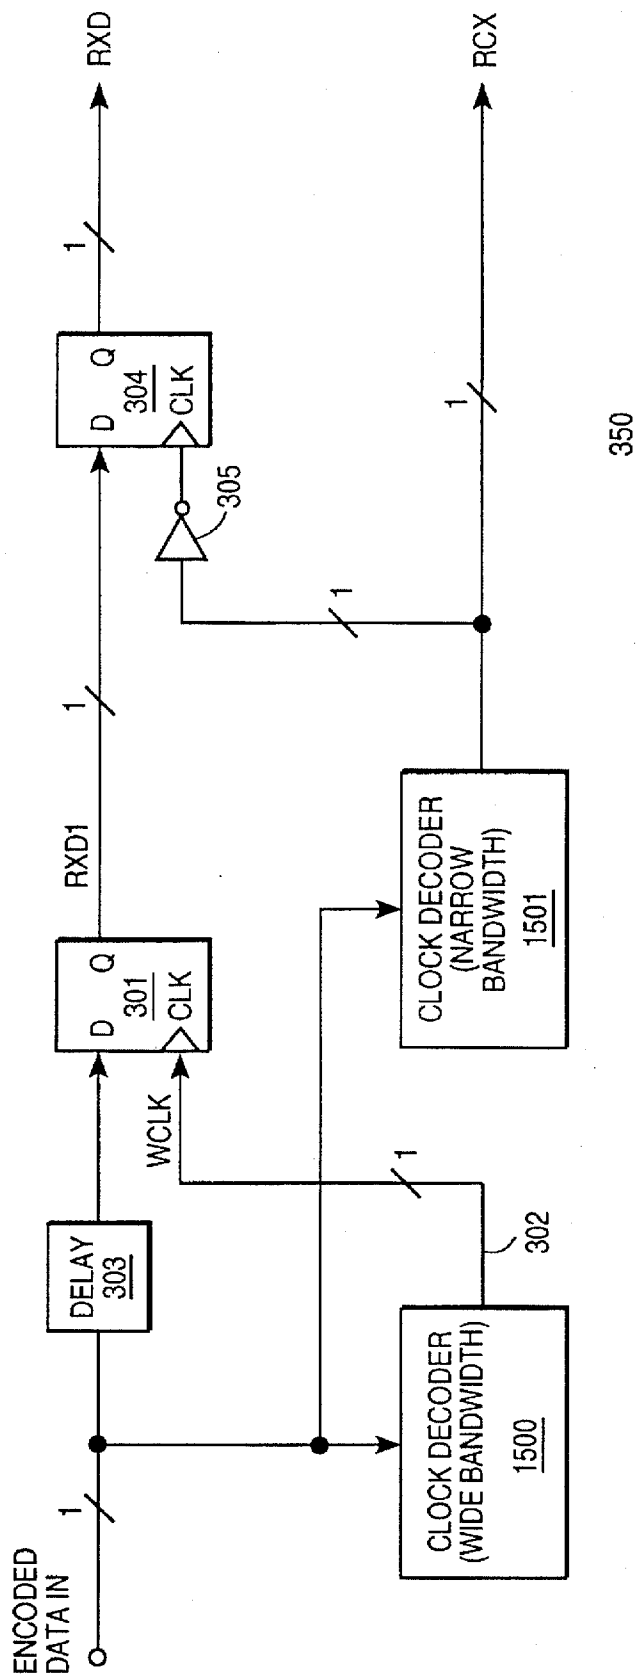 ENCODED
DATA IN
1
DELAY
303
D Q
301
CLK
WCLK
RXD1
1
D Q
304
CLK
305
1
RXD
1
302
CLOCK DECODER
(WIDE BANDWIDTH)
1500
CLOCK DECODER
(NARROW
BANDWIDTH)
1501
1
1
RCX
350